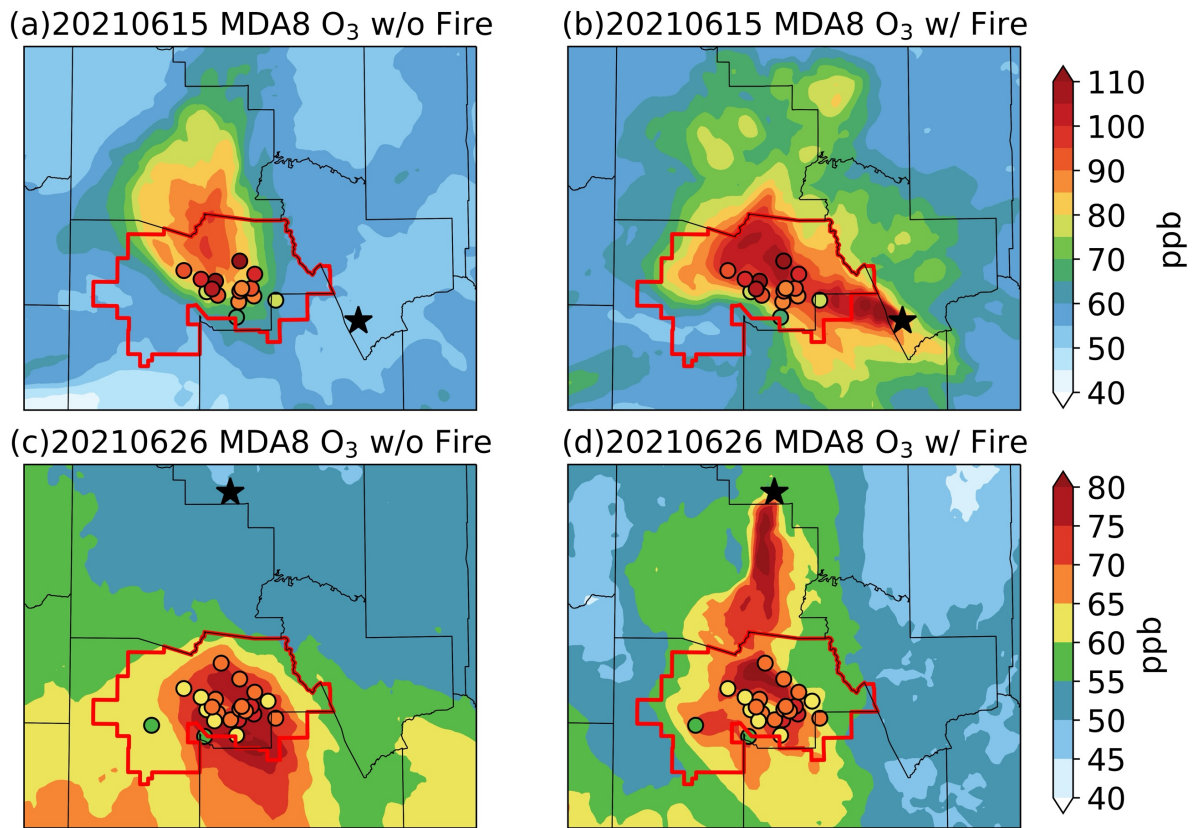 (a)20210615 MDA8 O₃ w/o Fire
(b)20210615 MDA8 O₃ w/ Fire
110
100
90
80
70
60
50
40
ppb
(c)20210626 MDA8 O₃ w/o Fire
(d)20210626 MDA8 O₃ w/ Fire
80
75
70
65
60
55
50
45
40
ppb